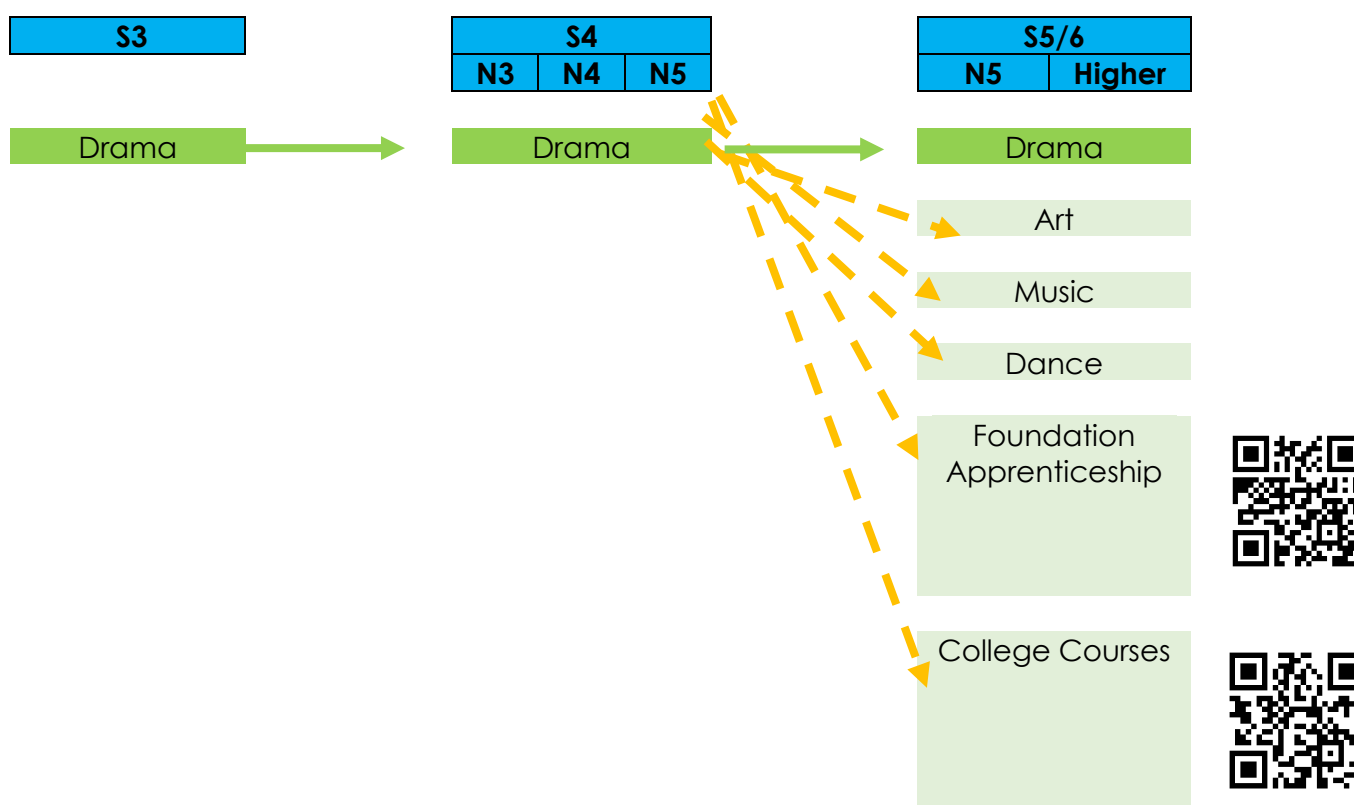 S3
S4
S5/6
N3 N4 N5
N5 Higher
Drama
Drama
Drama
Art
Music
Dance
Foundation
Apprenticeship
College Courses